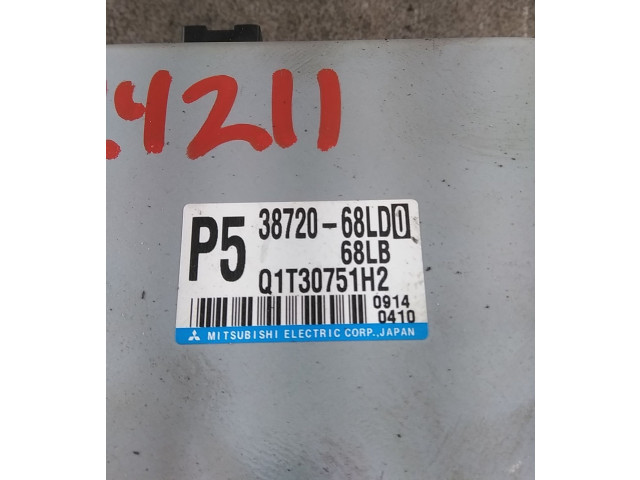 4211
P5
38720-68LD0
68LB
Q1T30751H2
0914
0410
MITSUBISHI ELECTRIC CORP., JAPAN